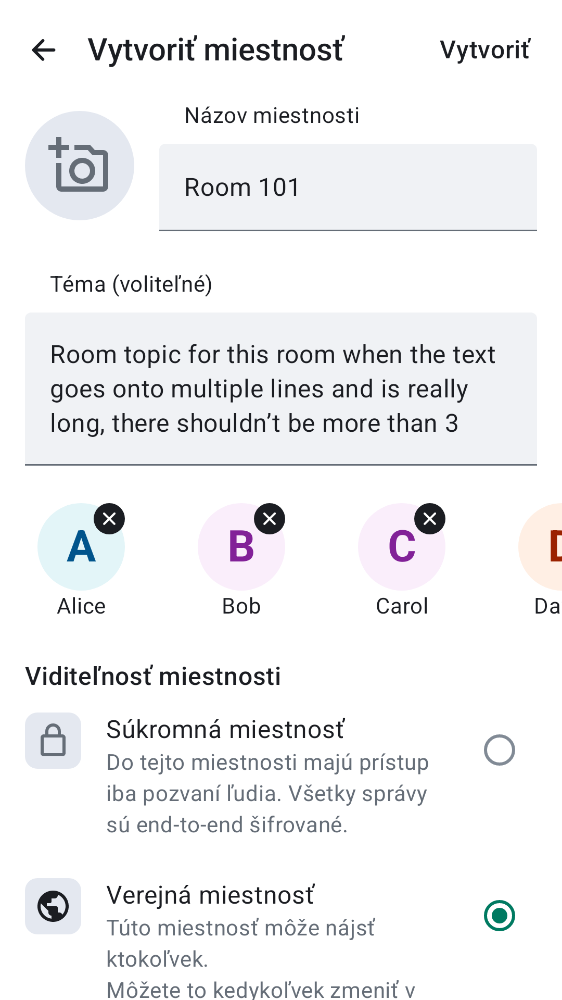 Vytvoriť miestnosť
Vytvoriť
Názov miestnosti
Room 101
Téma (voliteľné)
Room topic for this room when the text
goes onto multiple lines and is really
long, there shouldn’t be more than 3
A
B
C
Alice
Bob
Carol
Viditeľnosť miestnosti
Súkromná miestnosť
Do tejto miestnosti majú prístup
iba pozvaní ľudia. Všetky správy
sú end-to-end šifrované.
Verejná miestnosť
Túto miestnosť môže nájsť
ktokoľvek.
Môžete to kedykoľvek zmeniť v